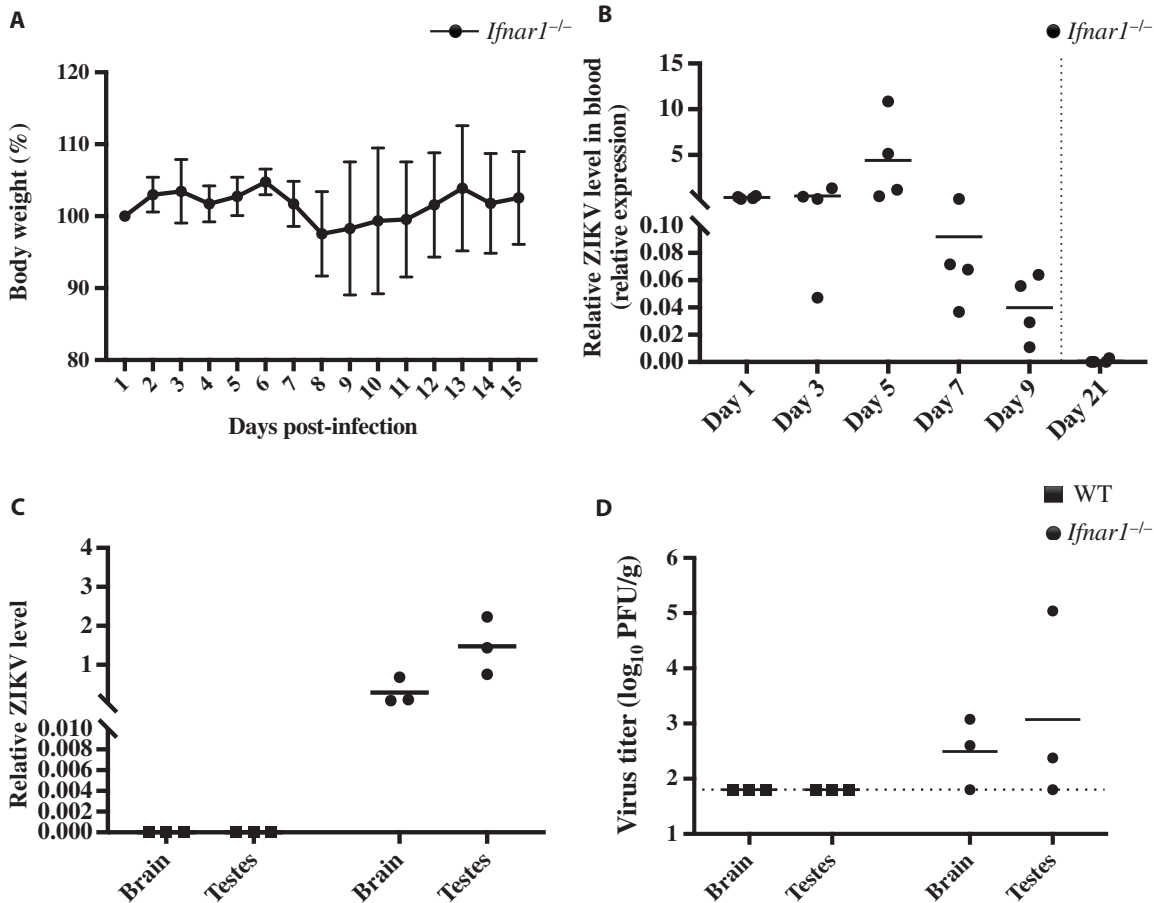 A
Ifnar1–/–
Body weight (%)
120
110
100
90
80
1 2 3 4 5 6 7 8 9 10 11 12 13 14 15
Days post-infection
B
Ifnar1–/–
Relative ZIKV level in blood
(relative expression)
15
10
5
0.10
0.08
0.06
0.04
0.02
0.00
Day 1 Day 3 Day 5 Day 7 Day 9 Day 21
C
Relative ZIKV level
4
3
2
1
0.010
0.008
0.006
0.004
0.002
0.000
Brain Testes Brain Testes
D
WT
Ifnar1–/–
Virus titer (log10 PFU/g)
6
5
4
3
2
1
Brain Testes Brain Testes